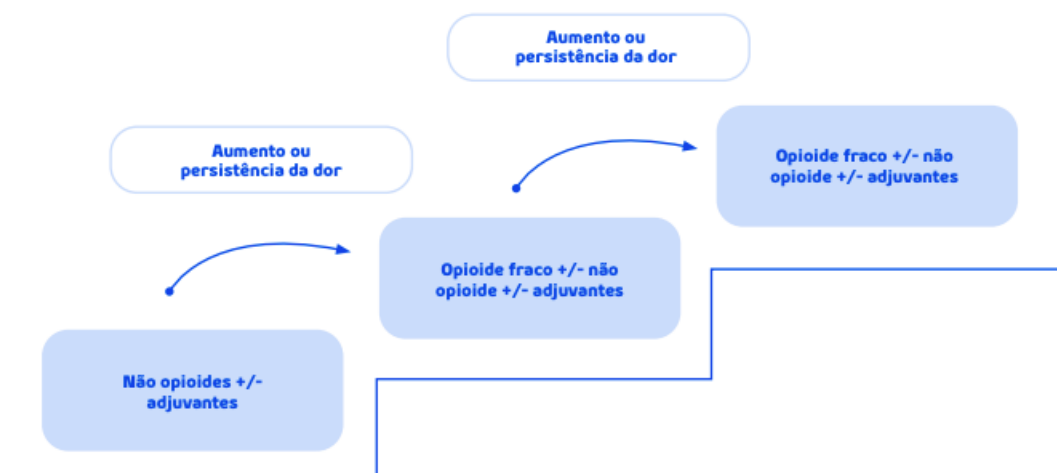 Aumento ou
persistência da dor
Aumento ou
persistência da dor
Opioide fraco +/- não
opioide +/- adjuvantes
Opioide fraco +/- não
opioide +/- adjuvantes
Não opioides +/-
adjuvantes